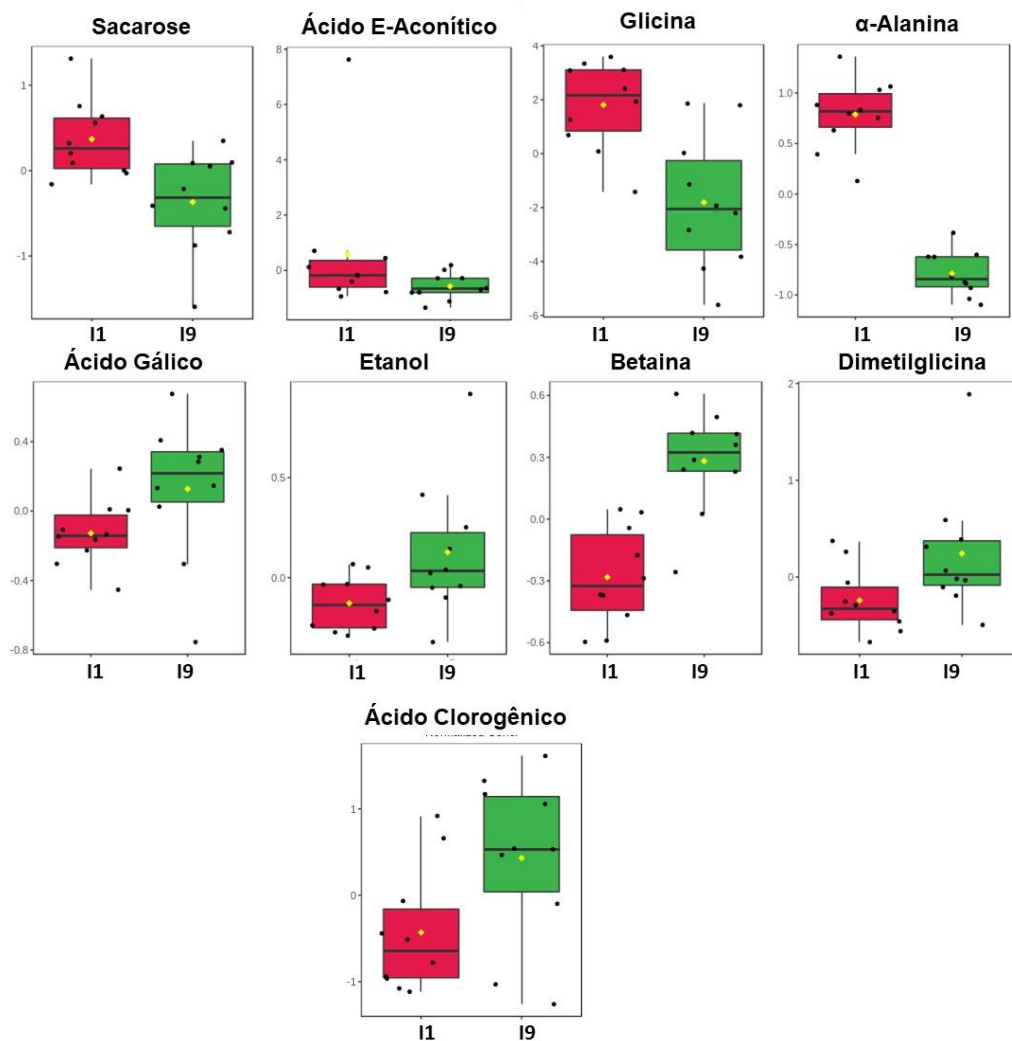 Sacarose
Ácido E-Aconítico
Glicina
α-Alanina
1
0
-1
I1
I9
8
6
4
2
0
I1
I9
4
2
0
-2
-4
-6
I1
I9
1.0
0.5
0.0
-0.5
-1.0
I1
I9
Ácido Gálico
Etanol
Betaina
Dimetilglicina
0.4
0.0
-0.4
-0.8
I1
I9
0.5
0.0
I1
I9
0.6
0.3
0.0
-0.3
-0.6
I1
I9
2
1
0
I1
I9
Ácido Clorogênico
1
0
-1
I1
I9